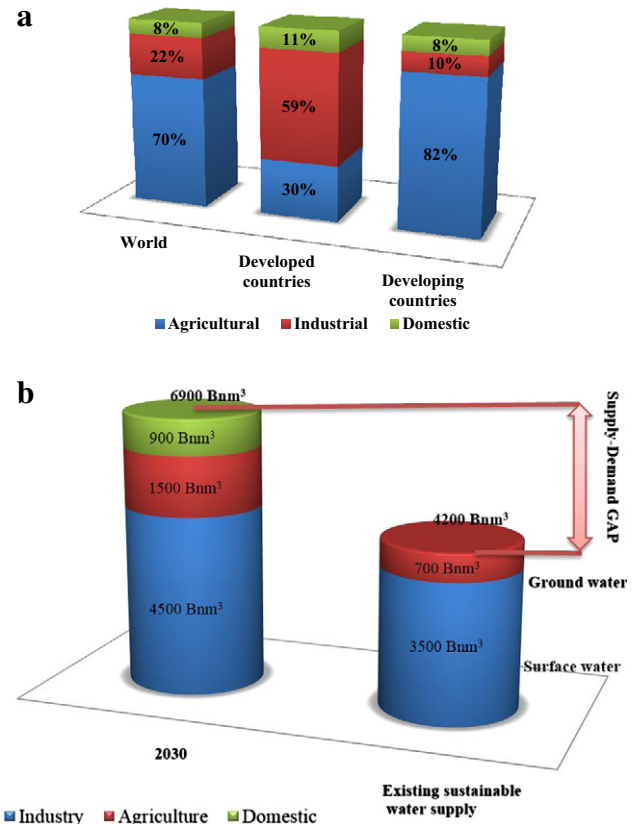 a
8%
22%
70%
11%
59%
30%
8%
10%
82%
World
Developed
countries
Developing
countries
Agricultural Industrial Domestic
b
6900 Bnm³
900 Bnm³
1500 Bnm³
4500 Bnm³
Supply-Demand GAP
4200 Bnm³
700 Bnm³
Ground water
3500 Bnm³
Surface water
2030
Existing sustainable
water supply
Industry Agriculture Domestic